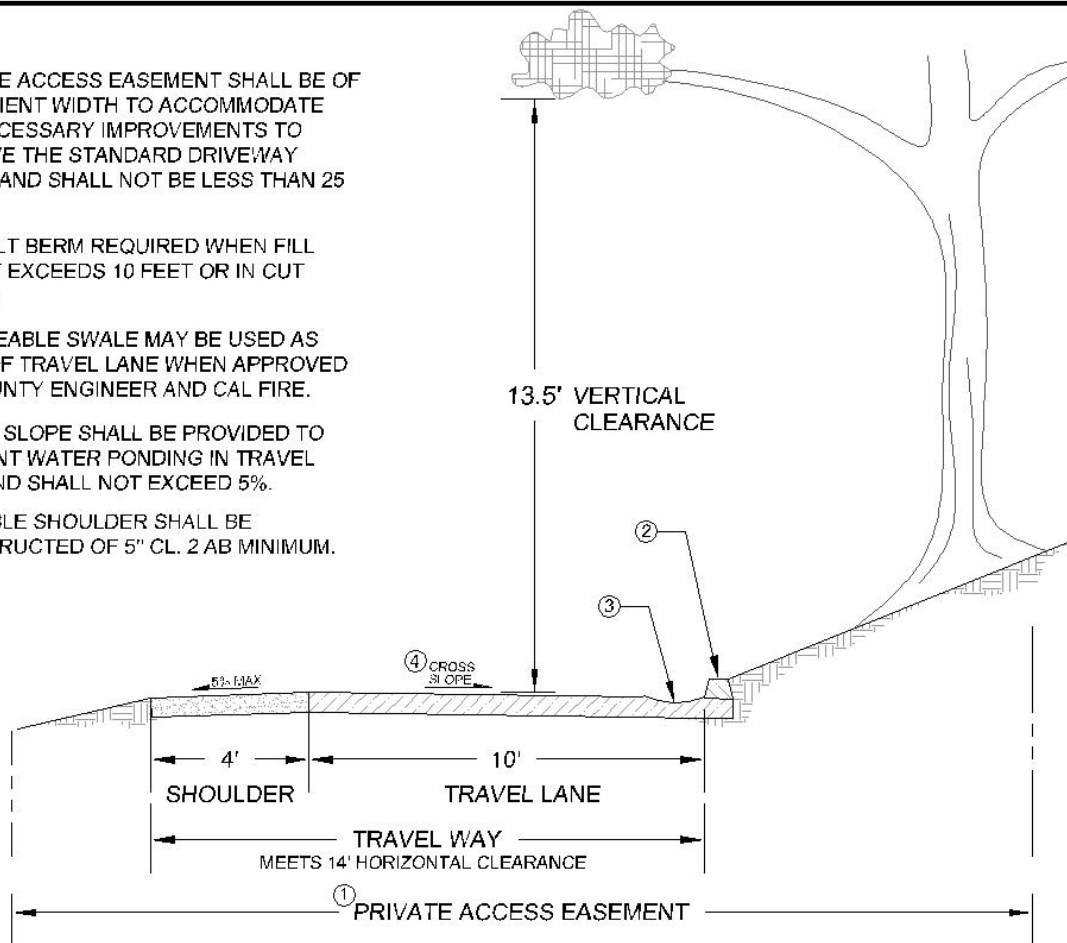 E ACCESS EASEMENT SHALL BE OF
IENT WIDTH TO ACCOMMODATE
CESSARY IMPROVEMENTS TO
VE THE STANDARD DRIVEWAY
AND SHALL NOT BE LESS THAN 25
LT BERM REQUIRED WHEN FILL
T EXCEEDS 10 FEET OR IN CUT
EABLE SWALE MAY BE USED AS
OF TRAVEL LANE WHEN APPROVED
UNTY ENGINEER AND CAL FIRE.
SLOPE SHALL BE PROVIDED TO
NT WATER PONDING IN TRAVEL
ND SHALL NOT EXCEED 5%.
BLE SHOULDER SHALL BE
RUCTED OF 5" CL. 2 AB MINIMUM.
13.5' VERTICAL
CLEARANCE
2
3
4 CROSS
SLOPE
5% MAX
4'
10'
SHOULDER
TRAVEL LANE
TRAVEL WAY
MEETS 14' HORIZONTAL CLEARANCE
1 PRIVATE ACCESS EASEMENT